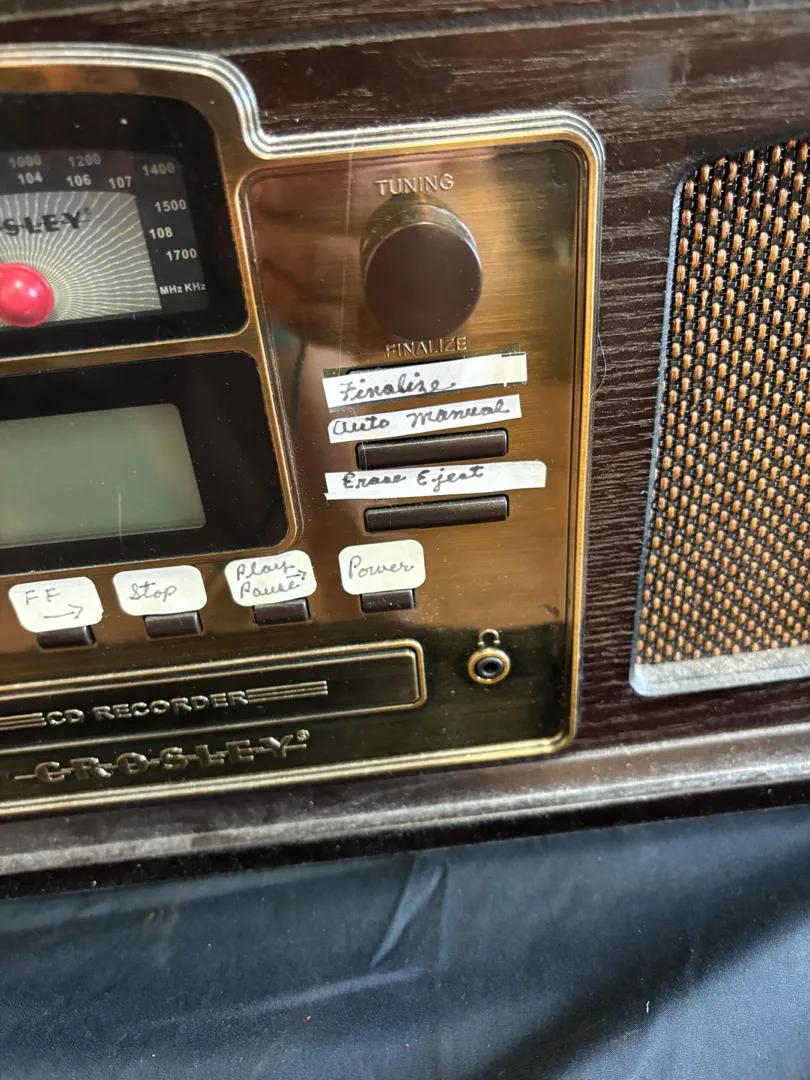 1000 1200 1400
104 106 107
1500
SLEY
108
1700
MHz KHz
TUNING
FINALIZE
Finalize
Auto Manual
Erase Eject
FF →
Stop
Play
Pause →
Power
CD RECORDER
CROSLEY®